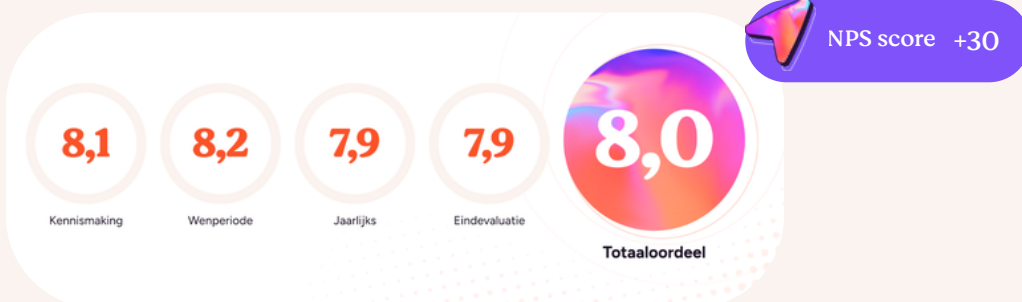 NPS score +30
8,1
Kennismaking
8,2
Wenperiode
7,9
Jaarlijks
7,9
Eindevaluatie
8,0
Totaaloordeel